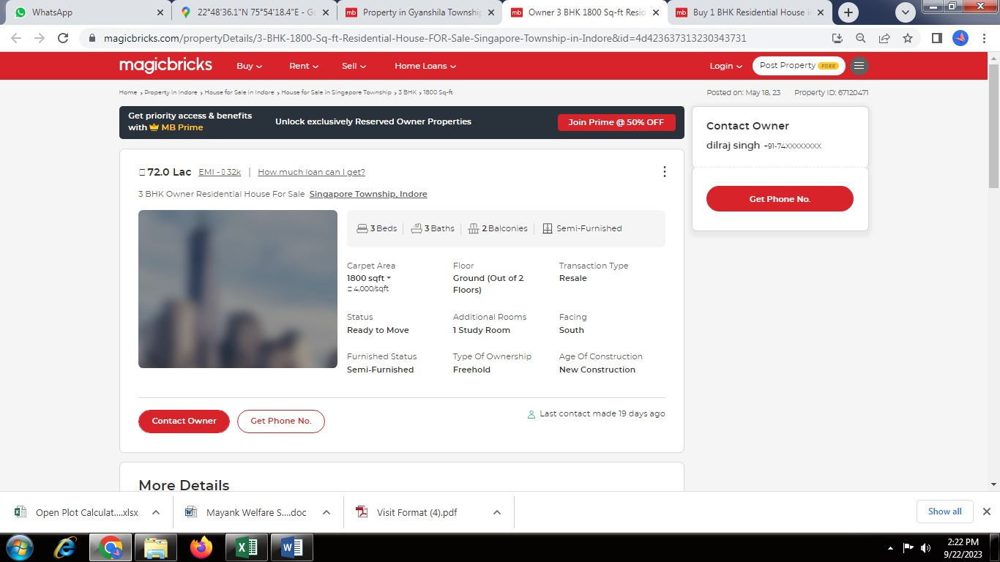 WhatsApp
22°48'36.1"N 75°54'18.4"E - Go
Property in Gyanshila Township
Owner 3 BHK 1800 Sq-ft Resid
Buy 1 BHK Residential House i
magicbricks.com/propertyDetails/3-BHK-1800-Sq-ft-Residential-House-FOR-Sale-Singapore-Township-in-Indore&id=4d423637313230343731
magicbricks Buy Rent Sell Home Loans Login Post Property FREE
Home > Property in Indore > House for Sale in Indore > House for Sale in Singapore Township > 3 BHK > 1800 Sq-ft
Posted on: May 18, 23 Property ID: 67120471
Get priority access & benefits
with MB Prime
Unlock exclusively Reserved Owner Properties
Join Prime @ 50% OFF
Contact Owner
dilraj singh +91-74XXXXXXXX
Get Phone No.
72.0 Lac EMI - 32k | How much loan can I get?
3 BHK Owner Residential House For Sale Singapore Township, Indore
3 Beds 3 Baths 2 Balconies Semi-Furnished
Carpet Area
1800 sqft
4,000/sqft
Floor
Ground (Out of 2
Floors)
Transaction Type
Resale
Status
Ready to Move
Additional Rooms
1 Study Room
Facing
South
Furnished Status
Semi-Furnished
Type Of Ownership
Freehold
Age Of Construction
New Construction
Contact Owner
Get Phone No.
Last contact made 19 days ago
More Details
Open Plot Calculat....xlsx
Mayank Welfare S....doc
Visit Format (4).pdf
Show all
2:22 PM
9/22/2023